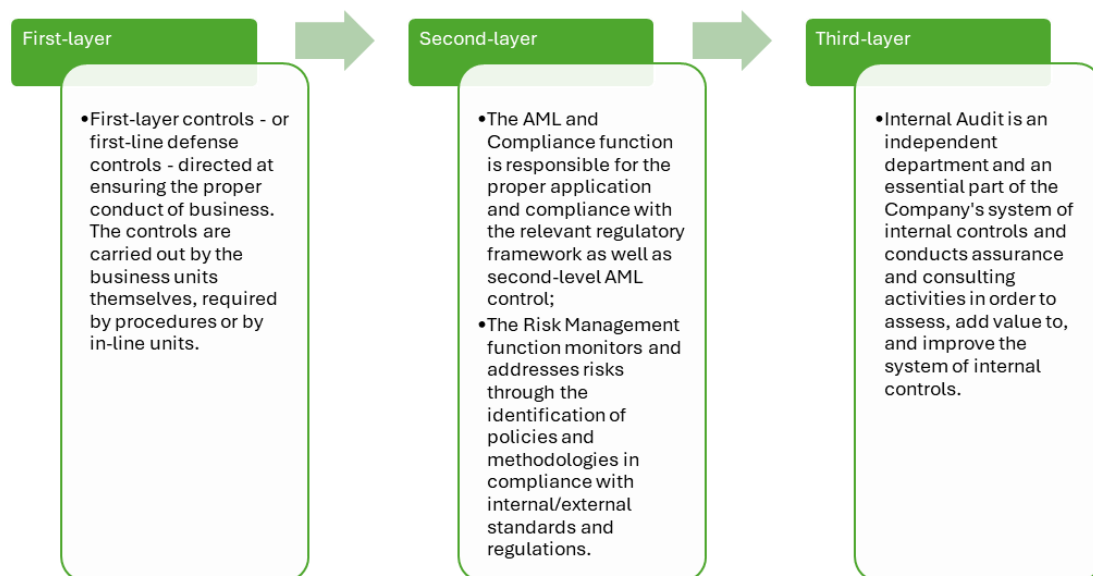 First-layer
•First-layer controls - or
first-line defense
controls - directed at
ensuring the proper
conduct of business.
The controls are
carried out by the
business units
themselves, required
by procedures or by
in-line units.
Second-layer
•The AML and
Compliance function
is responsible for the
proper application
and compliance with
the relevant regulatory
framework as well as
second-level AML
control;
•The Risk Management
function monitors and
addresses risks
through the
identification of
policies and
methodologies in
compliance with
internal/external
standards and
regulations.
Third-layer
•Internal Audit is an
independent
department and an
essential part of the
Company's system of
internal controls and
conducts assurance
and consulting
activities in order to
assess, add value to,
and improve the
system of internal
controls.